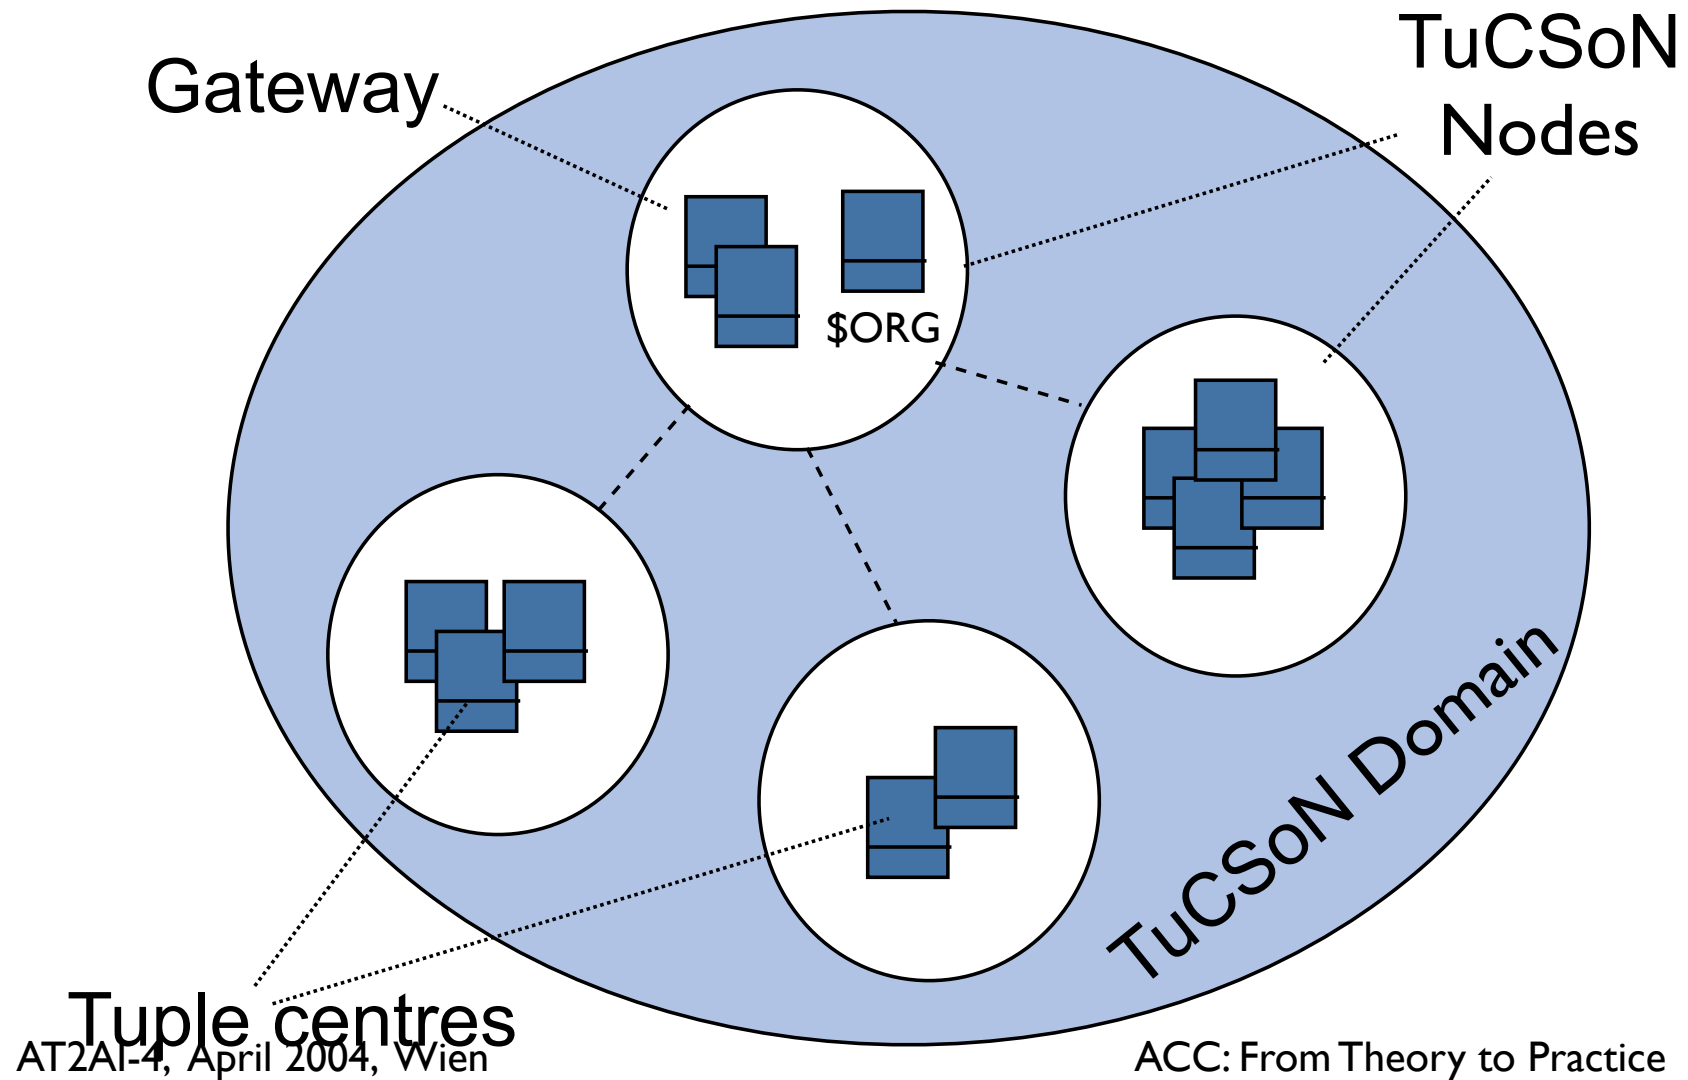 TuCSoN
Nodes
Gateway
$ORG
TuCSoN Domain
Tuple centres
AT2AI-4, April 2004, Wien
ACC: From Theory to Practice